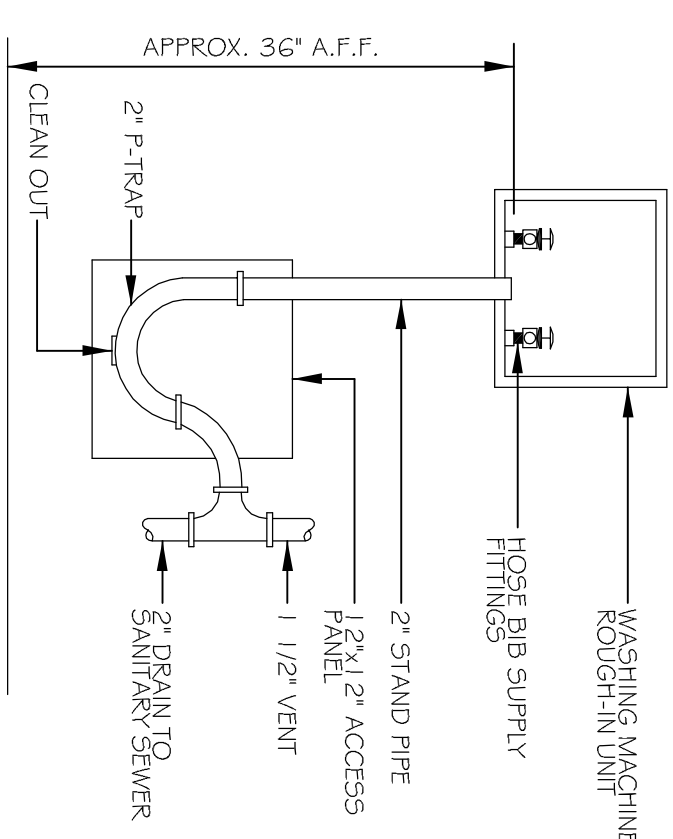 WASHING MACHINE
ROUGH-IN UNIT
HOSE BIB SUPPLY
FITTINGS
2" STAND PIPE
12"x12" ACCESS
PANEL
1 1/2" VENT
2" DRAIN TO
SANITARY SEWER
APPROX. 36" A.F.F.
2" P-TRAP
CLEAN OUT